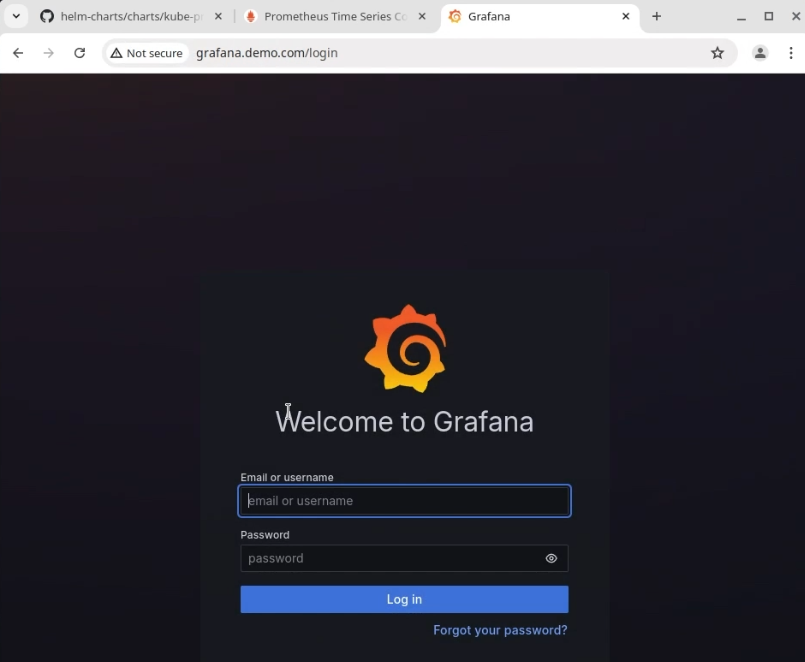 helm-charts/charts/kube-pr
Prometheus Time Series Co
Grafana
Not secure
grafana.demo.com/login
Welcome to Grafana
Email or username
email or username
Password
password
Log in
Forgot your password?